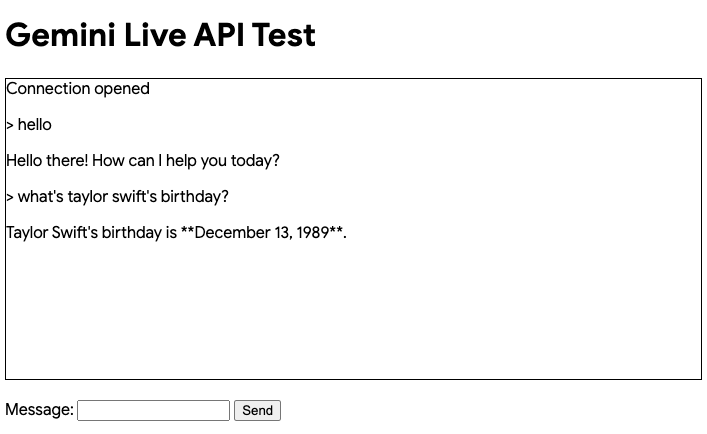 Gemini Live API Test
Connection opened
> hello
Hello there! How can I help you today?
> what's taylor swift's birthday?
Taylor Swift's birthday is **December 13, 1989**.
Message: Send